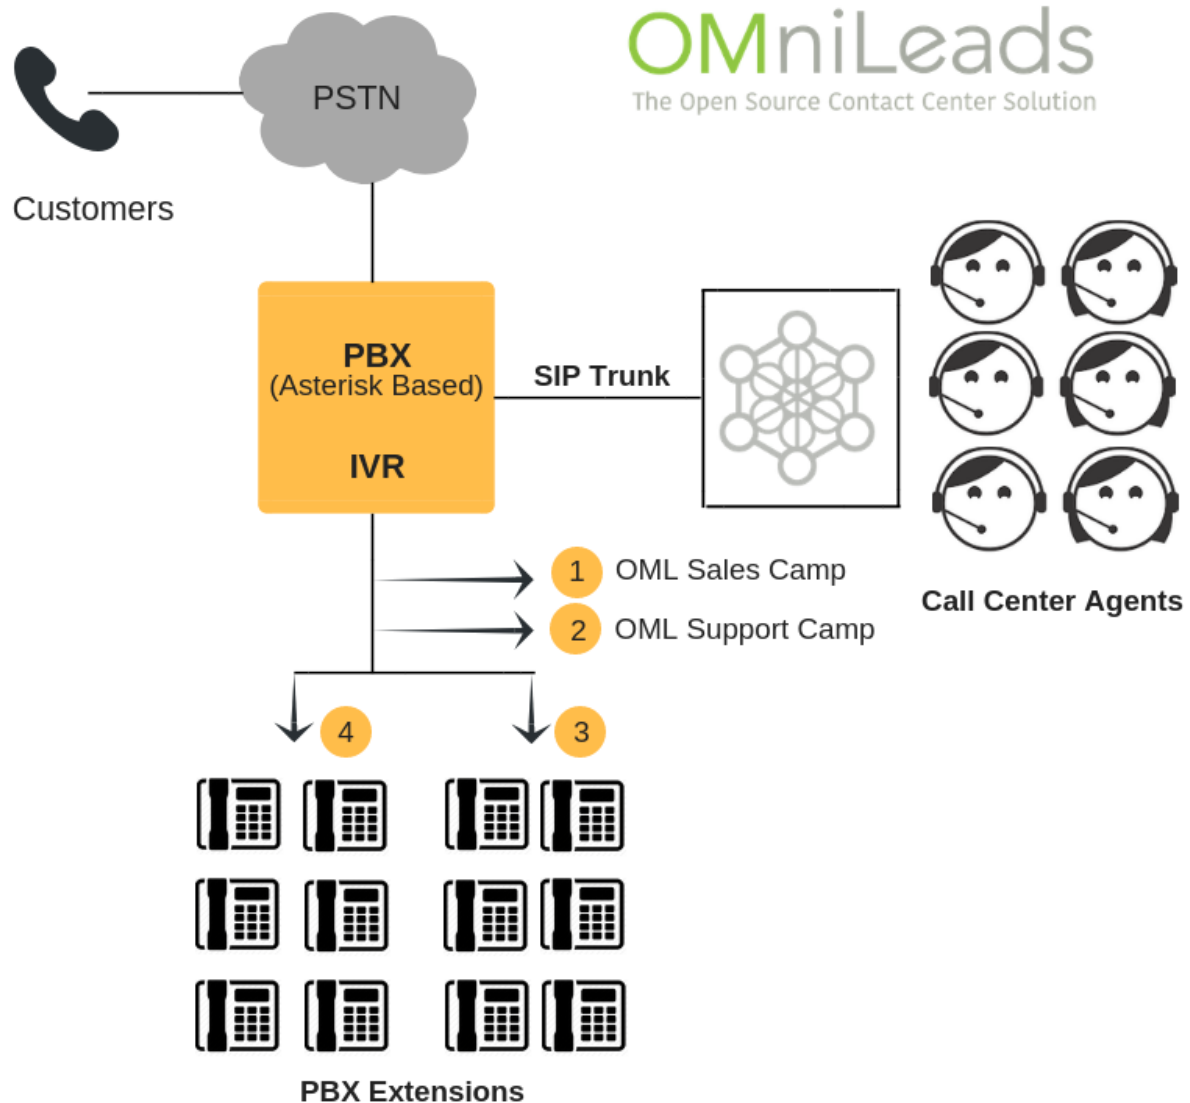 OMniLeads
The Open Source Contact Center Solution
PSTN
Customers
PBX
(Asterisk Based)
IVR
SIP Trunk
Call Center Agents
1 OML Sales Camp
2 OML Support Camp
4
3
PBX Extensions